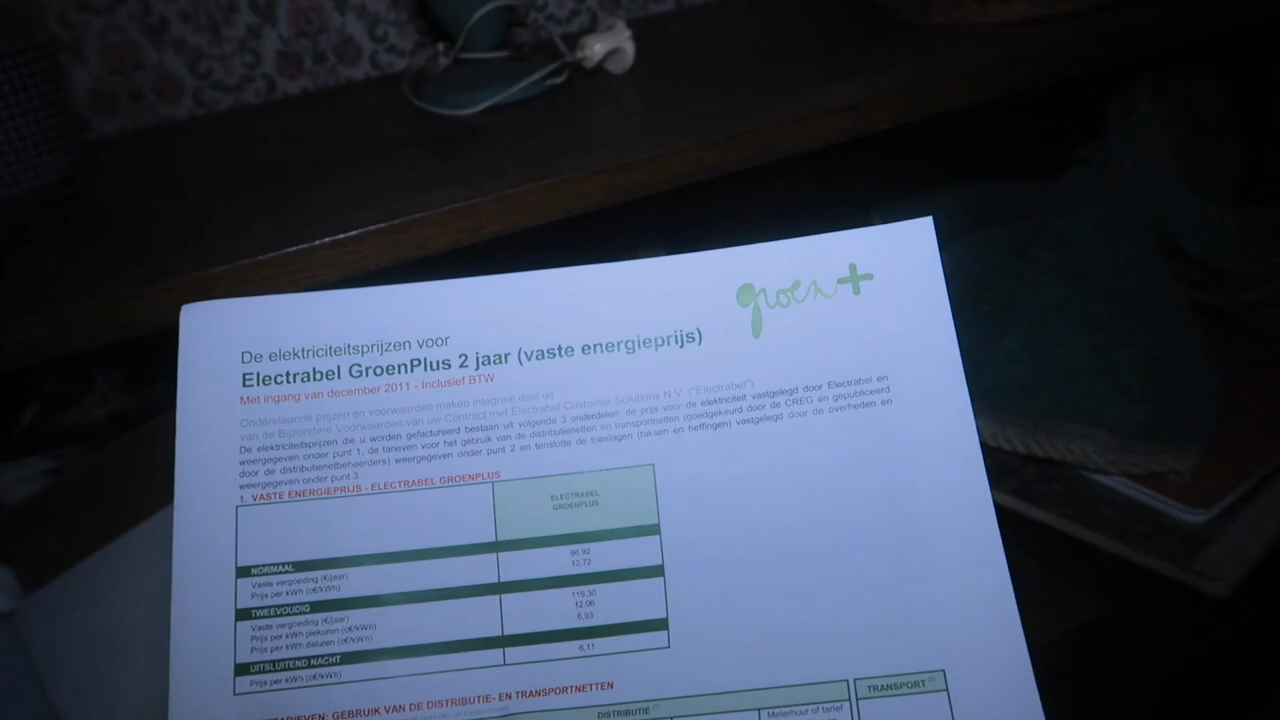 groen+
De elektriciteitsprijzen voor
Electrabel GroenPlus 2 jaar (vaste energieprijs)
Met ingang van december 2011 - Inclusief BTW
Onderstaande prijzen en voorwaarden maken integraal deel uit
van de Bijzondere Voorwaarden van uw Contract met Electrabel Customer Solutions N.V. ("Electrabel")
De elektriciteitsprijzen die u worden gefactureerd bestaan uit volgende 3 onderdelen: de prijs voor de elektriciteit vastgelegd door Electrabel en
weergegeven onder punt 1, de tarieven voor het gebruik van de distributienetten en transportnetten (goedgekeurd door de CREG en gepubliceerd
door de distributienetbeheerders) weergegeven onder punt 2 en tenslotte de toeslagen (taksen en heffingen) vastgelegd door de overheden en
weergegeven onder punt 3.
1. VASTE ENERGIEPRIJS - ELECTRABEL GROENPLUS
ELECTRABEL
GROENPLUS
NORMAAL
Vaste vergoeding (€/jaar) 86,92
Prijs per kWh (c€/kWh) 10,72
TWEEVOUDIG
Vaste vergoeding (€/jaar) 119,30
Prijs per kWh piekuren (c€/kWh) 12,06
Prijs per kWh daluren (c€/kWh) 6,93
UITSLUITEND NACHT
Prijs per kWh (c€/kWh) 6,11
TARIEVEN: GEBRUIK VAN DE DISTRIBUTIE- EN TRANSPORTNETTEN
DISTRIBUTIE (1) TRANSPORT (2)
Meterhuur of tarief